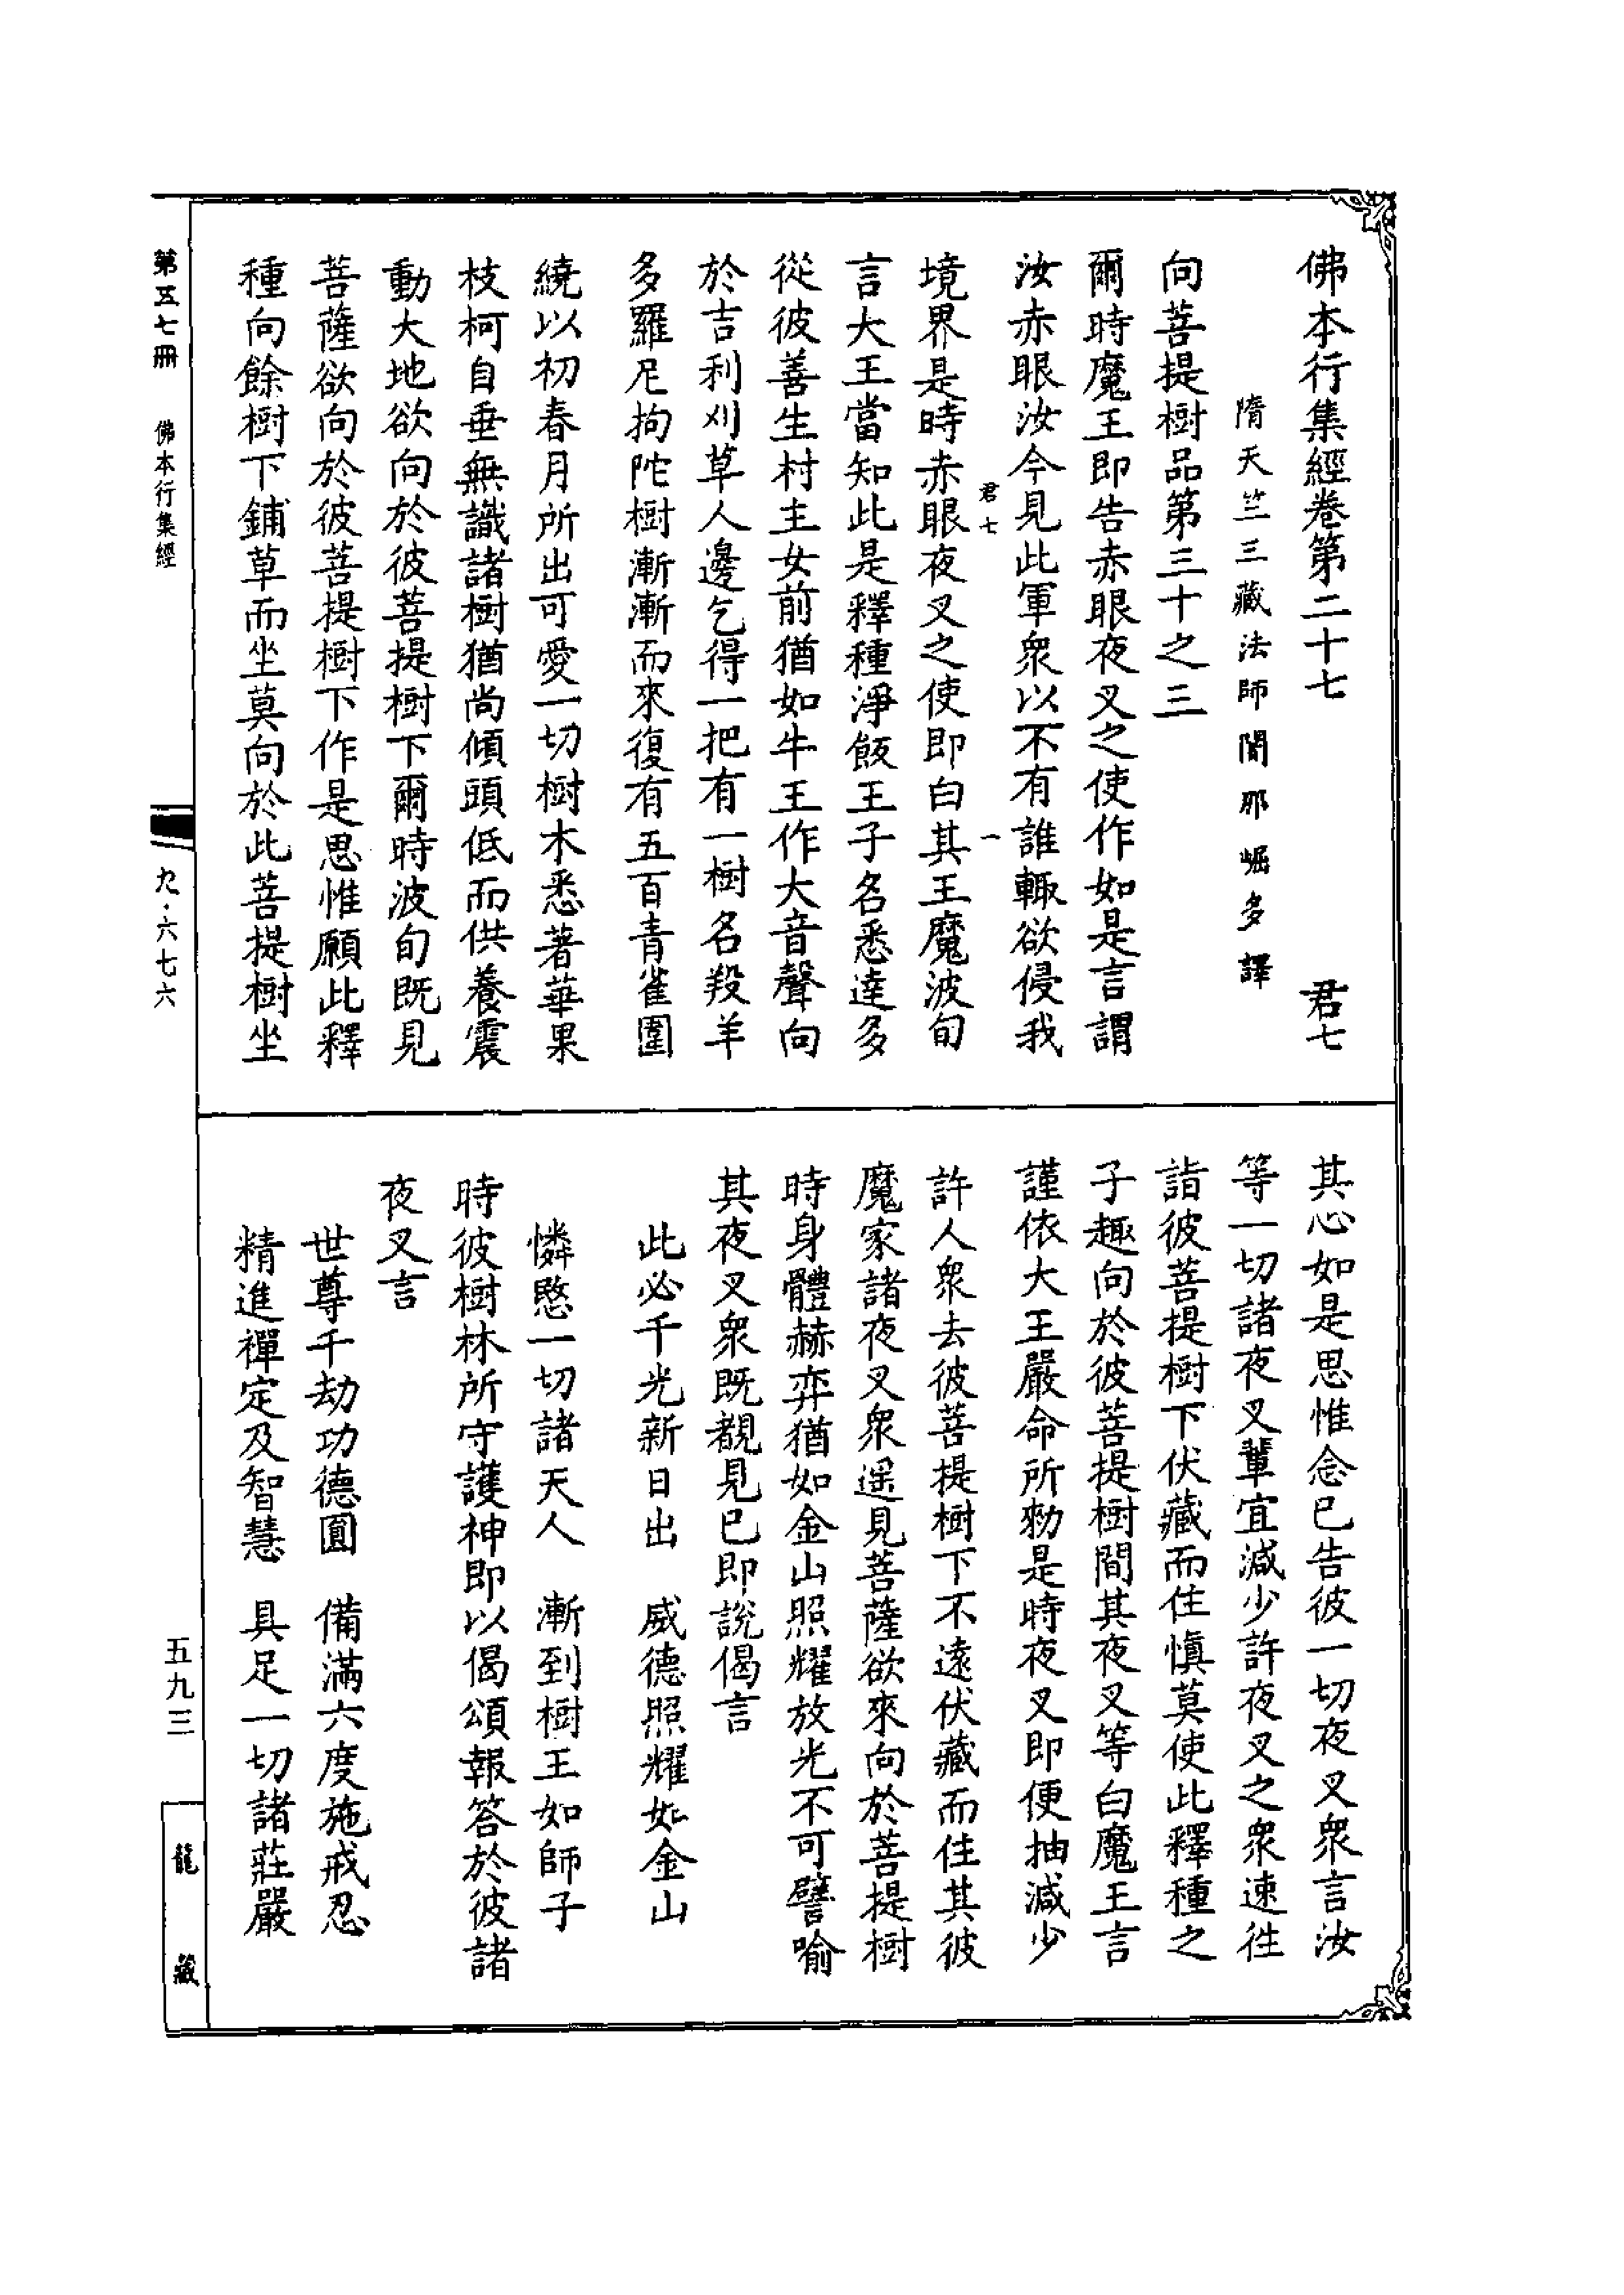 佛本行集經卷第二十七 君七
隋天竺三藏法師闍那崛多譯
向菩提樹品第三十之三
爾時魔王即告赤眼夜叉之使作如是言謂
汝赤眼汝今見此軍衆以不有誰輙欲侵我
君七 一
境界是時赤眼夜叉之使即白其王魔波旬
言大王當知此是釋種淨飯王子名悉達多
從彼善生村主女前猶如牛王作大音聲向
於吉利刈草人邊乞得一把有一樹名羖羊
多羅尼拘陀樹漸漸而來復有五百青雀圍
繞以初春月所出可愛一切樹木悉著華果
枝柯自垂無識諸樹猶尚傾頭低而供養震
動大地欲向於彼菩提樹下爾時波旬既見
菩薩欲向於彼菩提樹下作是思惟願此釋
種向餘樹下鋪草而坐莫向於此菩提樹坐
其心如是思惟念已告彼一切夜叉衆言汝
等一切諸夜叉輩宜減少許夜叉之衆速徃
詣彼菩提樹下伏藏而住慎莫使此釋種之
子趣向於彼菩提樹間其夜叉等白魔王言
謹依大王嚴命所勑是時夜叉即便抽減少
許人衆去彼菩提樹下不遠伏藏而住其彼
魔家諸夜叉衆遥見菩薩欲來向於菩提樹
時身體赫弈猶如金山照耀放光不可譬喻
其夜叉衆既覩見已即說偈言
此必千光新日出 威德照耀如金山
憐愍一切諸天人 漸到樹王如師子
時彼樹林所守護神即以偈頌報答於彼諸
夜叉言
世尊千劫功德圓 備滿六度施戒忍
精進禪定及智慧 具足一切諸莊嚴
第五七冊 佛本行集經
九·六七六
五九三
龍藏